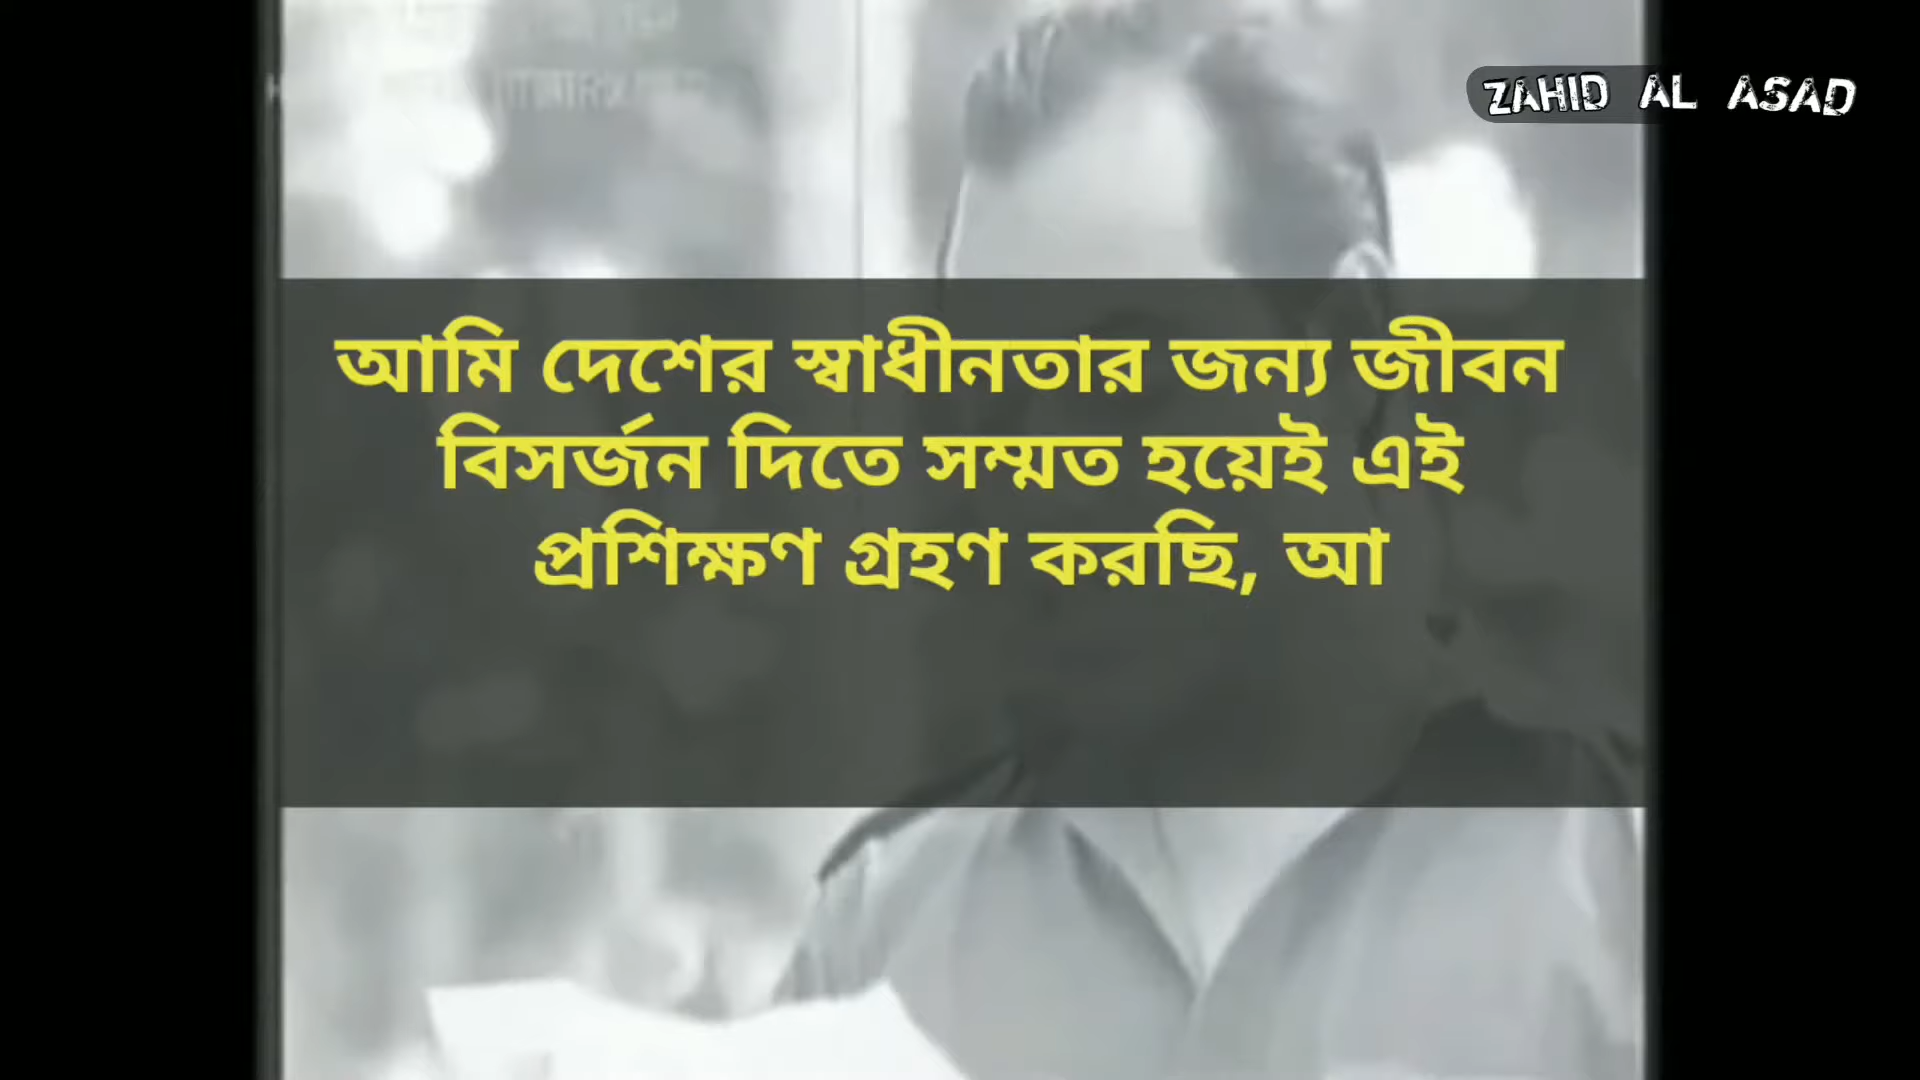 ZAHID AL ASAD
আমি দেশের স্বাধীনতার জন্য জীবন
বিসর্জন দিতে সম্মত হয়েই এই
প্রশিক্ষণ গ্রহণ করছি, আ